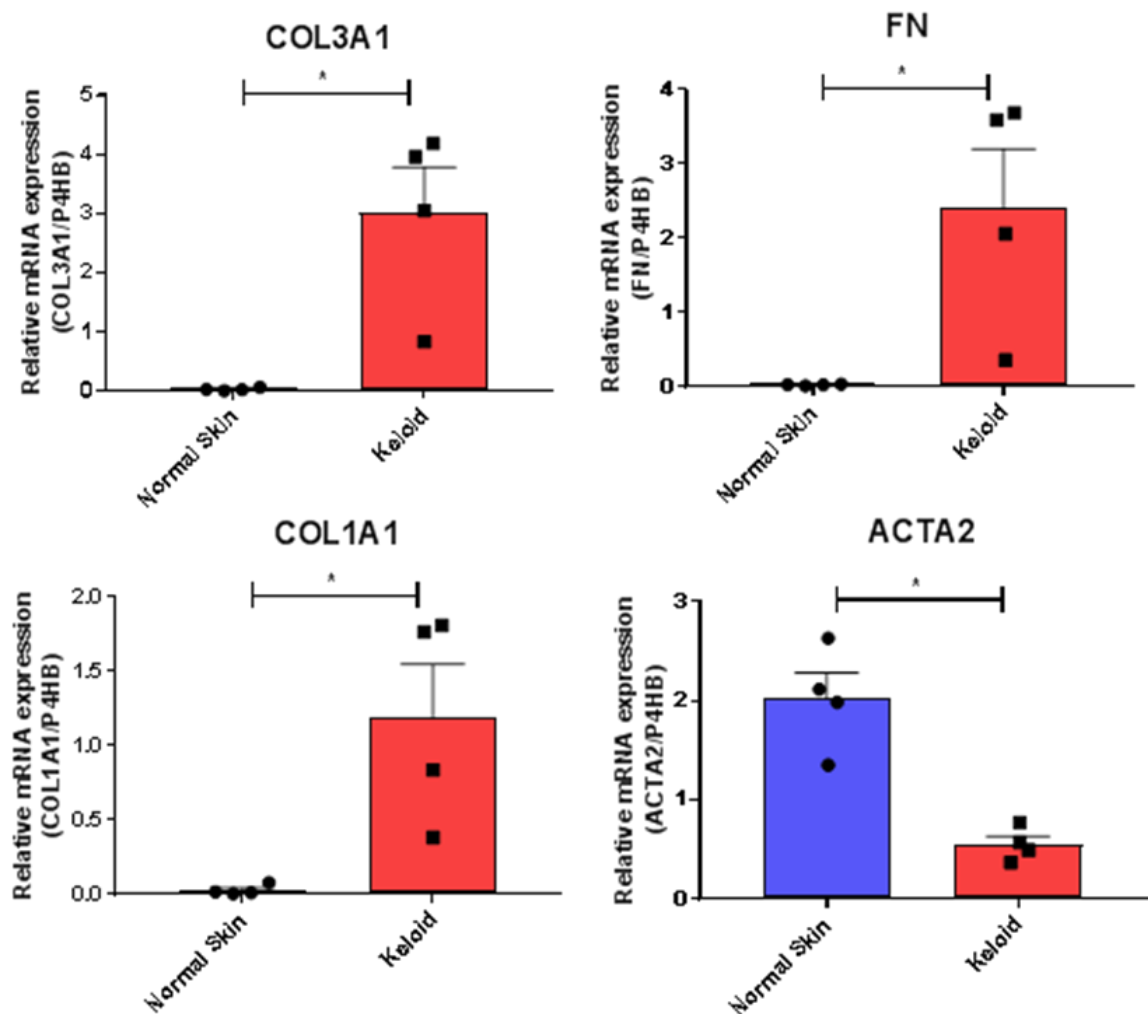 COL3A1
*
Relative mRNA expression
(COL3A1/P4HB)
5
4
3
2
1
0
Normal Skin
Keloid
FN
*
Relative mRNA expression
(FN/P4HB)
4
3
2
1
0
Normal Skin
Keloid
COL1A1
*
Relative mRNA expression
(COL1A1/P4HB)
2.0
1.5
1.0
0.5
0.0
Normal Skin
Keloid
ACTA2
*
Relative mRNA expression
(ACTA2/P4HB)
3
2
1
0
Normal Skin
Keloid